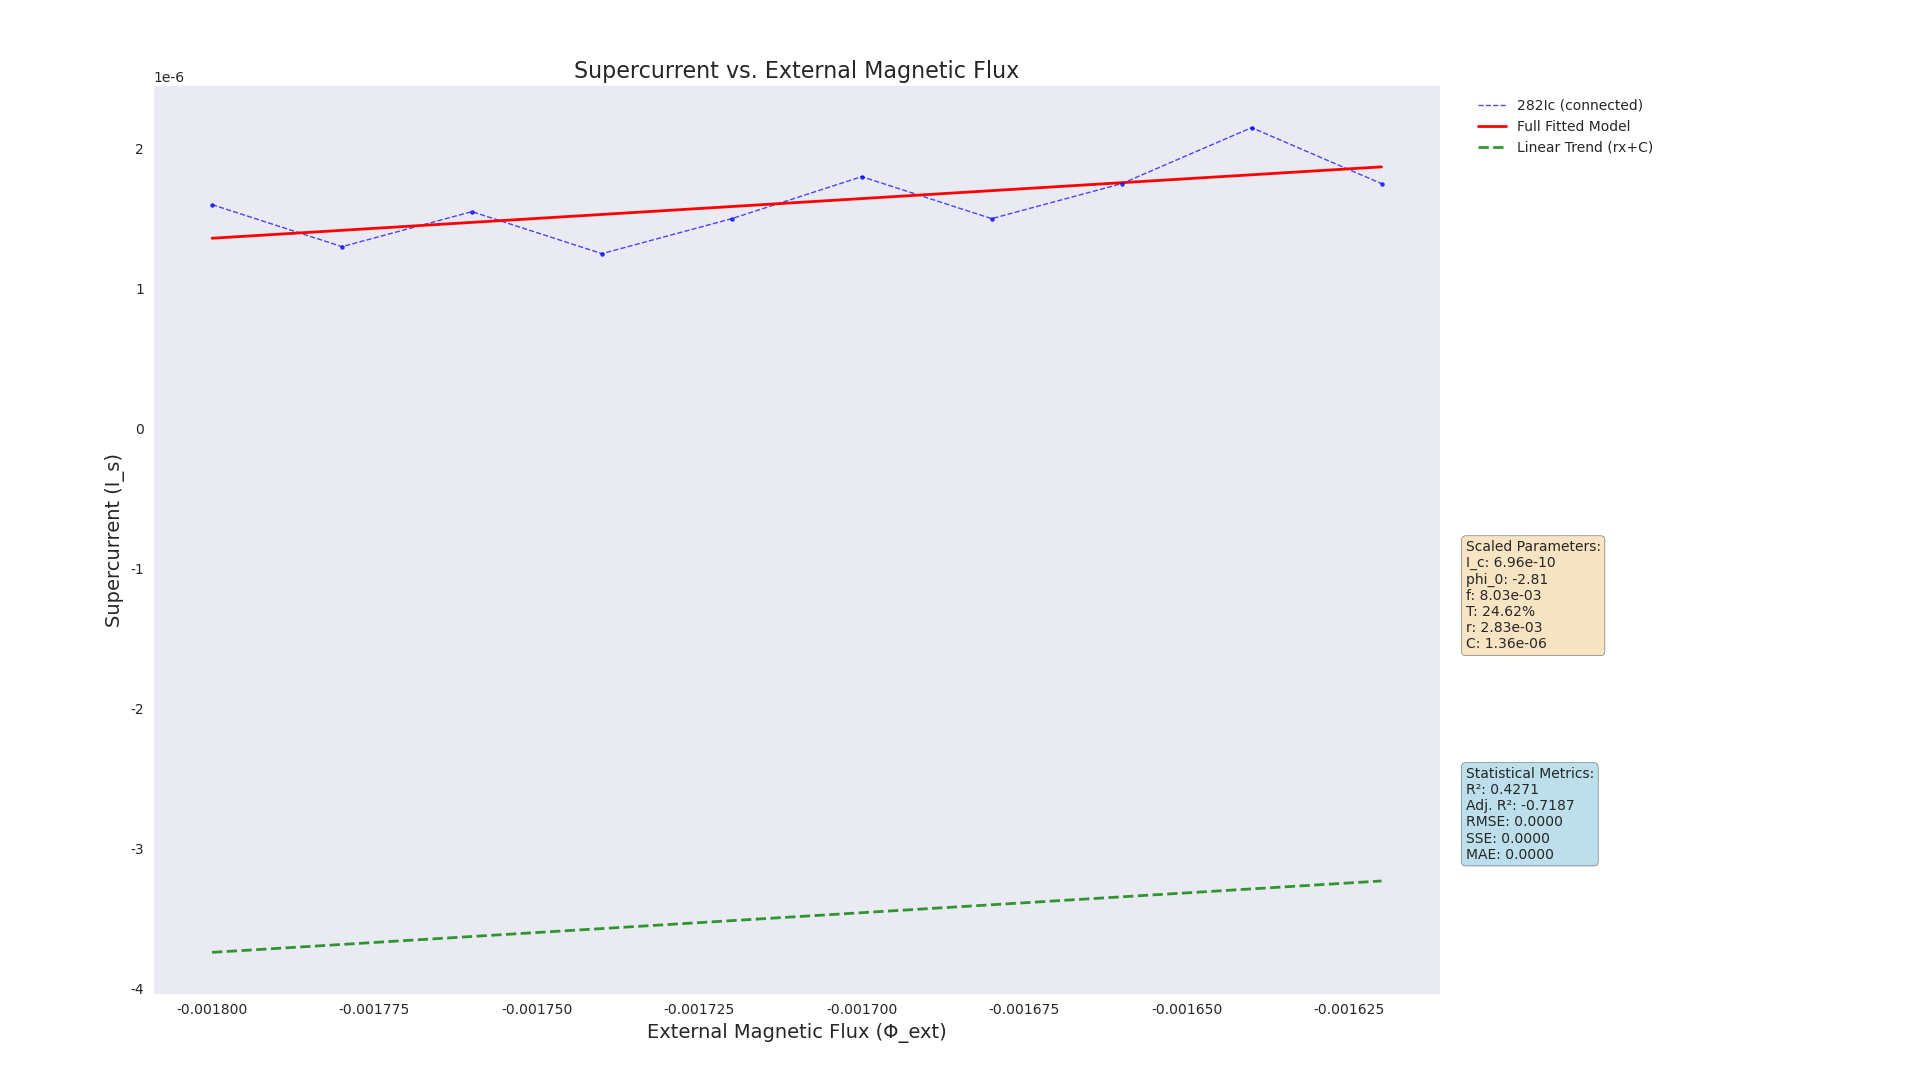 Supercurrent vs. External Magnetic Flux
1e-6
2
1
0
-1
-2
-3
-4
Supercurrent (I_s)
-0.001800
-0.001775
-0.001750
-0.001725
-0.001700
-0.001675
-0.001650
-0.001625
External Magnetic Flux (Φ_ext)
282Ic (connected)
Full Fitted Model
Linear Trend (rx+C)
Scaled Parameters:
I_c: 6.96e-10
phi_0: -2.81
f: 8.03e-03
T: 24.62%
r: 2.83e-03
C: 1.36e-06
Statistical Metrics:
R²: 0.4271
Adj. R²: -0.7187
RMSE: 0.0000
SSE: 0.0000
MAE: 0.0000